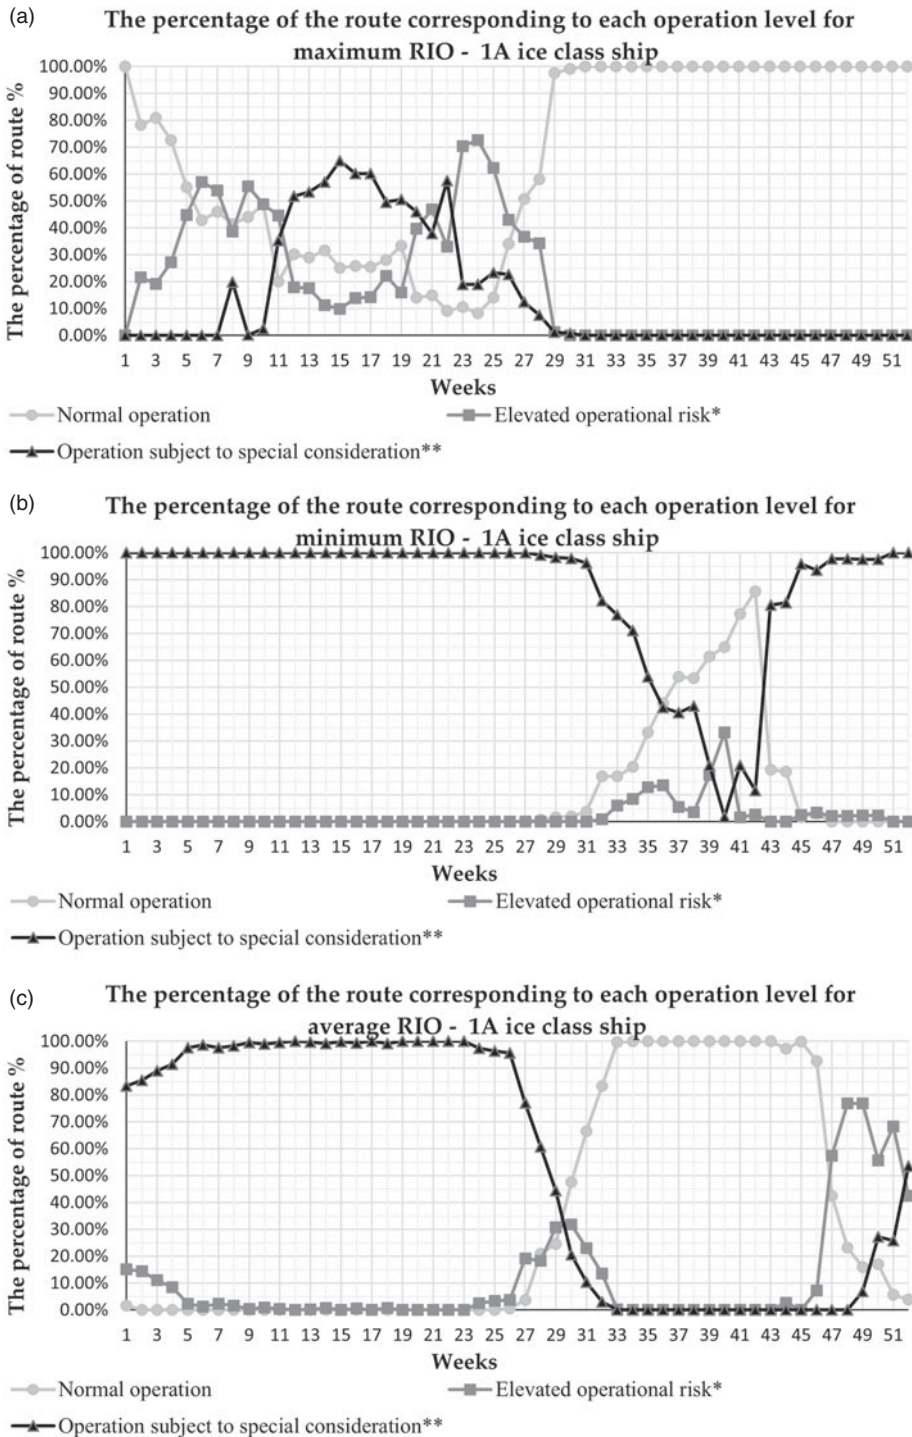 (a)
The percentage of the route corresponding to each operation level for
maximum RIO - 1A ice class ship
The percentage of route %
100.00%
90.00%
80.00%
70.00%
60.00%
50.00%
40.00%
30.00%
20.00%
10.00%
0.00%
1 3 5 7 9 11 13 15 17 19 21 23 25 27 29 31 33 35 37 39 41 43 45 47 49 51
Weeks
Normal operation
Elevated operational risk*
Operation subject to special consideration**
(b)
The percentage of the route corresponding to each operation level for
minimum RIO - 1A ice class ship
The percentage of route %
100.00%
90.00%
80.00%
70.00%
60.00%
50.00%
40.00%
30.00%
20.00%
10.00%
0.00%
1 3 5 7 9 11 13 15 17 19 21 23 25 27 29 31 33 35 37 39 41 43 45 47 49 51
Weeks
Normal operation
Elevated operational risk*
Operation subject to special consideration**
(c)
The percentage of the route corresponding to each operation level for
average RIO - 1A ice class ship
The percentage of route %
100.00%
90.00%
80.00%
70.00%
60.00%
50.00%
40.00%
30.00%
20.00%
10.00%
0.00%
1 3 5 7 9 11 13 15 17 19 21 23 25 27 29 31 33 35 37 39 41 43 45 47 49 51
Weeks
Normal operation
Elevated operational risk*
Operation subject to special consideration**